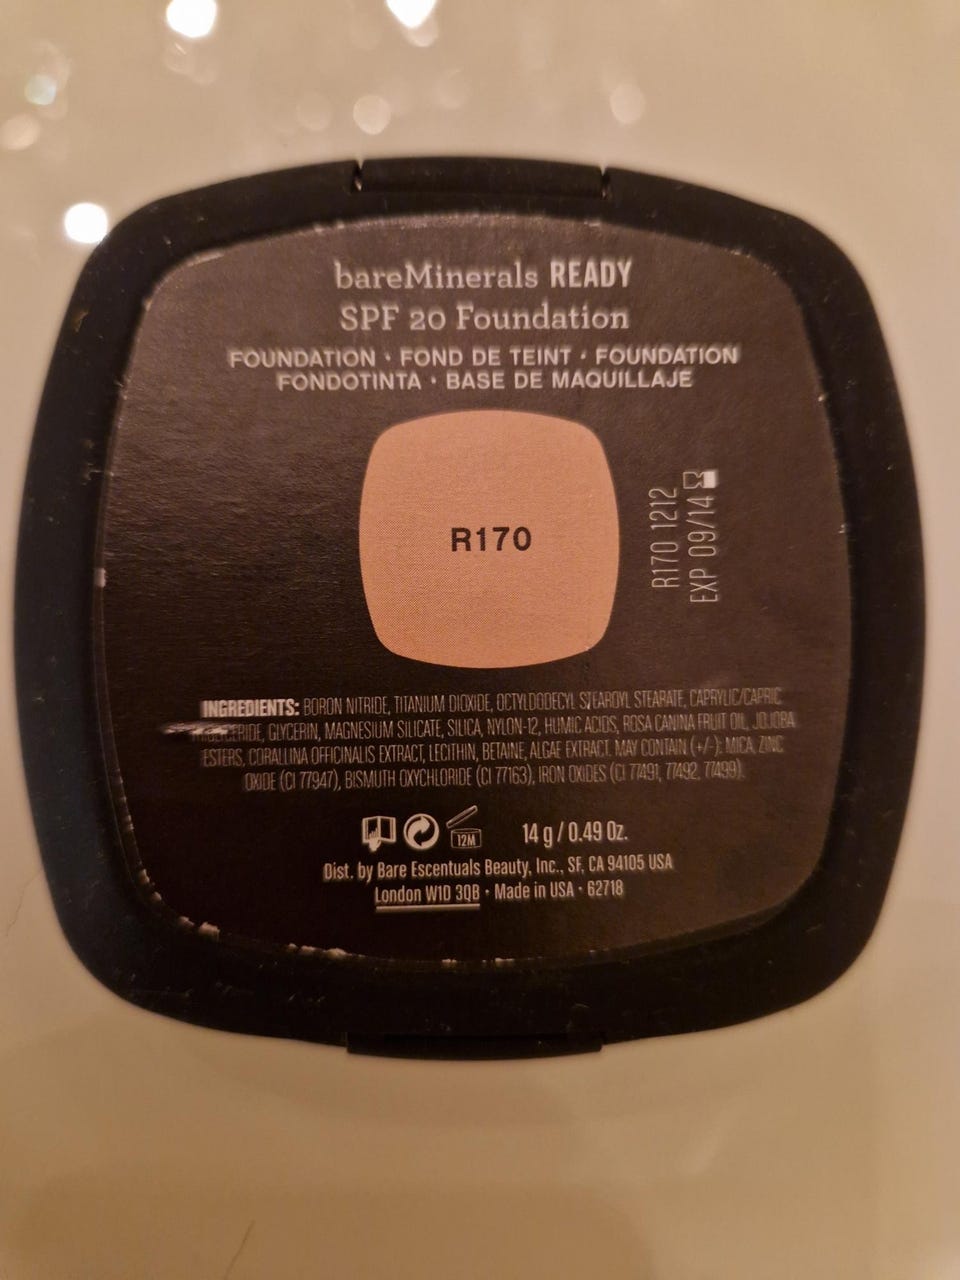 bareMinerals READY
SPF 20 Foundation
FOUNDATION · FOND DE TEINT · FOUNDATION
FONDOTINTA · BASE DE MAQUILLAJE
R170
R170 1212
EXP 09/14
INGREDIENTS: BORON NITRIDE, TITANIUM DIOXIDE, OCTYLDODECYL STEAROYL STEARATE, CAPRYLIC/CAPRIC
GLYCERIN, MAGNESIUM SILICATE, SILICA, NYLON-12, HUMIC ACIDS, ROSA CANINA FRUIT OIL, JOJOBA
ESTERS, CORALLINA OFFICINALIS EXTRACT, LECITHIN, BETAINE, ALGAE EXTRACT. MAY CONTAIN (+/-): MICA, ZINC
OXIDE (CI 77947), BISMUTH OXYCHLORIDE (CI 77163), IRON OXIDES (CI 77491, 77492, 77499).
12M
14 g / 0.49 Oz.
Dist. by Bare Escentuals Beauty, Inc., SF, CA 94105 USA
London W1D 3QB · Made in USA · 62718